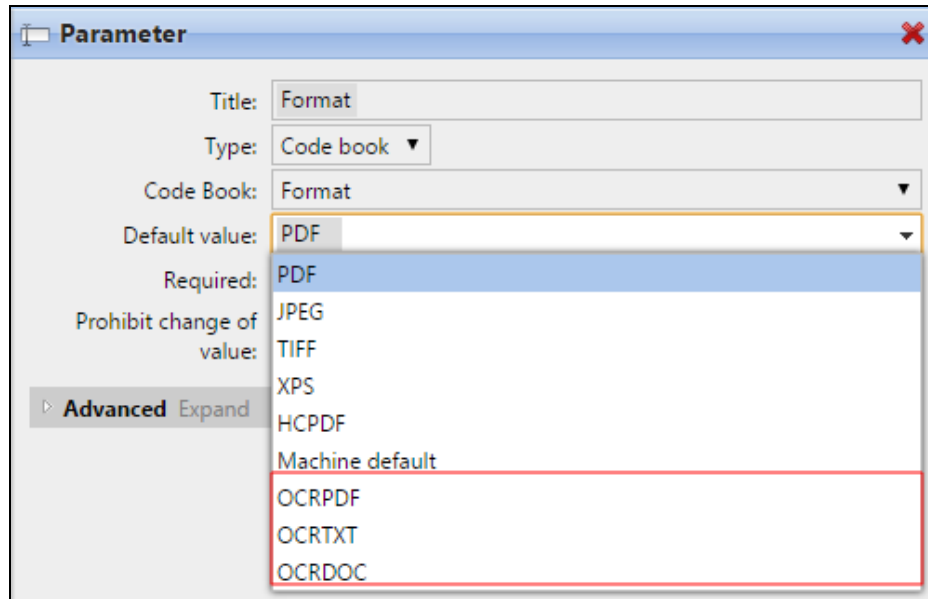 Parameter
Title: Format
Type: Code book
Code Book: Format
Default value: PDF
Required: PDF
JPEG
Prohibit change of
value: TIFF
XPS
Advanced Expand
HCPDF
Machine default
OCRPDF
OCRTXT
OCRDOC